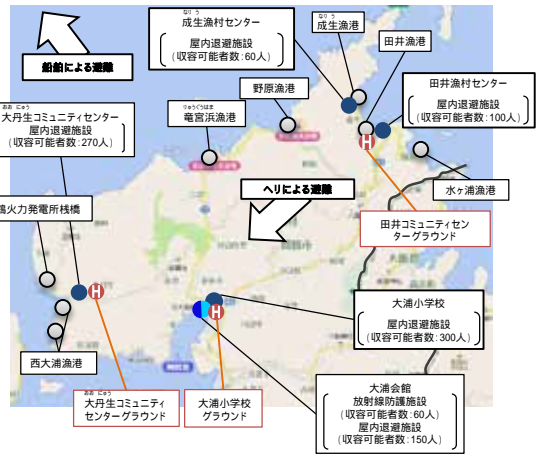 船舶による避難
なりう
成生漁村センター
屋内退避施設
(収容可能者数:60人)
なりう
成生漁港
田井漁港
野原漁港
りゅうぐうはま
竜宮浜漁港
田井漁村センター
屋内退避施設
(収容可能者数:100人)
おおにゅう
大丹生コミュニティセンター
屋内退避施設
(収容可能者数:270人)
ヘリによる避難
水ヶ浦漁港
鶴火力発電所桟橋
田井コミュニティセン
ターグラウンド
H
H
H
大浦小学校
屋内退避施設
(収容可能者数:300人)
西大浦漁港
おおにゅう
大丹生コミュニティ
センターグラウンド
大浦小学校
グラウンド
大浦会館
放射線防護施設
(収容可能者数:60人)
屋内退避施設
(収容可能者数:150人)